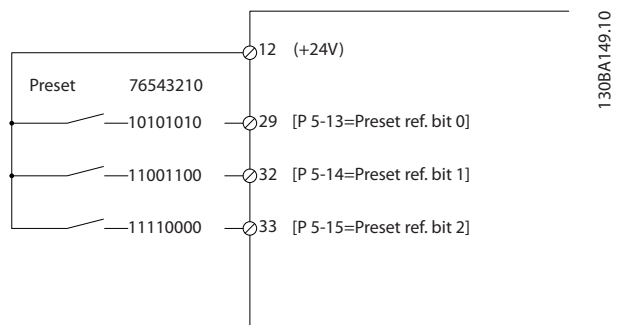 12 (+24V)
Preset 76543210
10101010 29 [P 5-13=Preset ref. bit 0]
11001100 32 [P 5-14=Preset ref. bit 1]
11110000 33 [P 5-15=Preset ref. bit 2]
130BA149.10